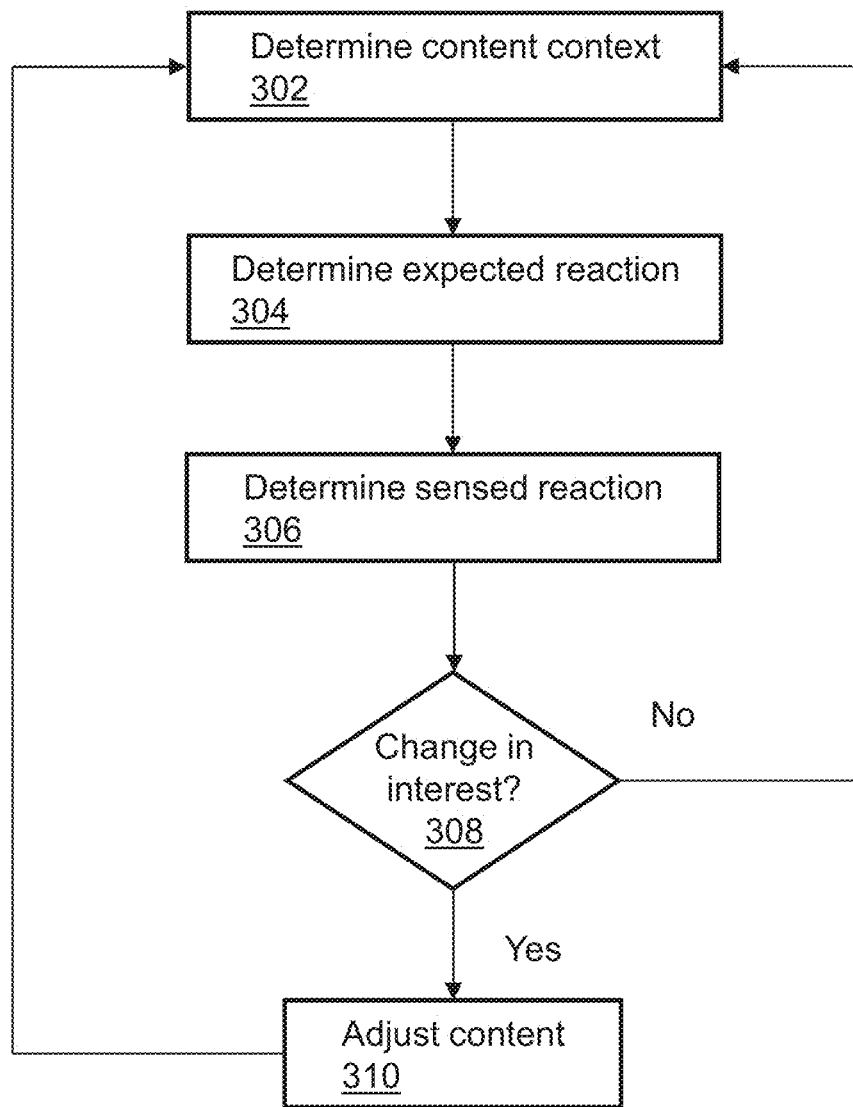 Determine content context
302
Determine expected reaction
304
Determine sensed reaction
306
Change in
interest?
308
No
Yes
Adjust content
310